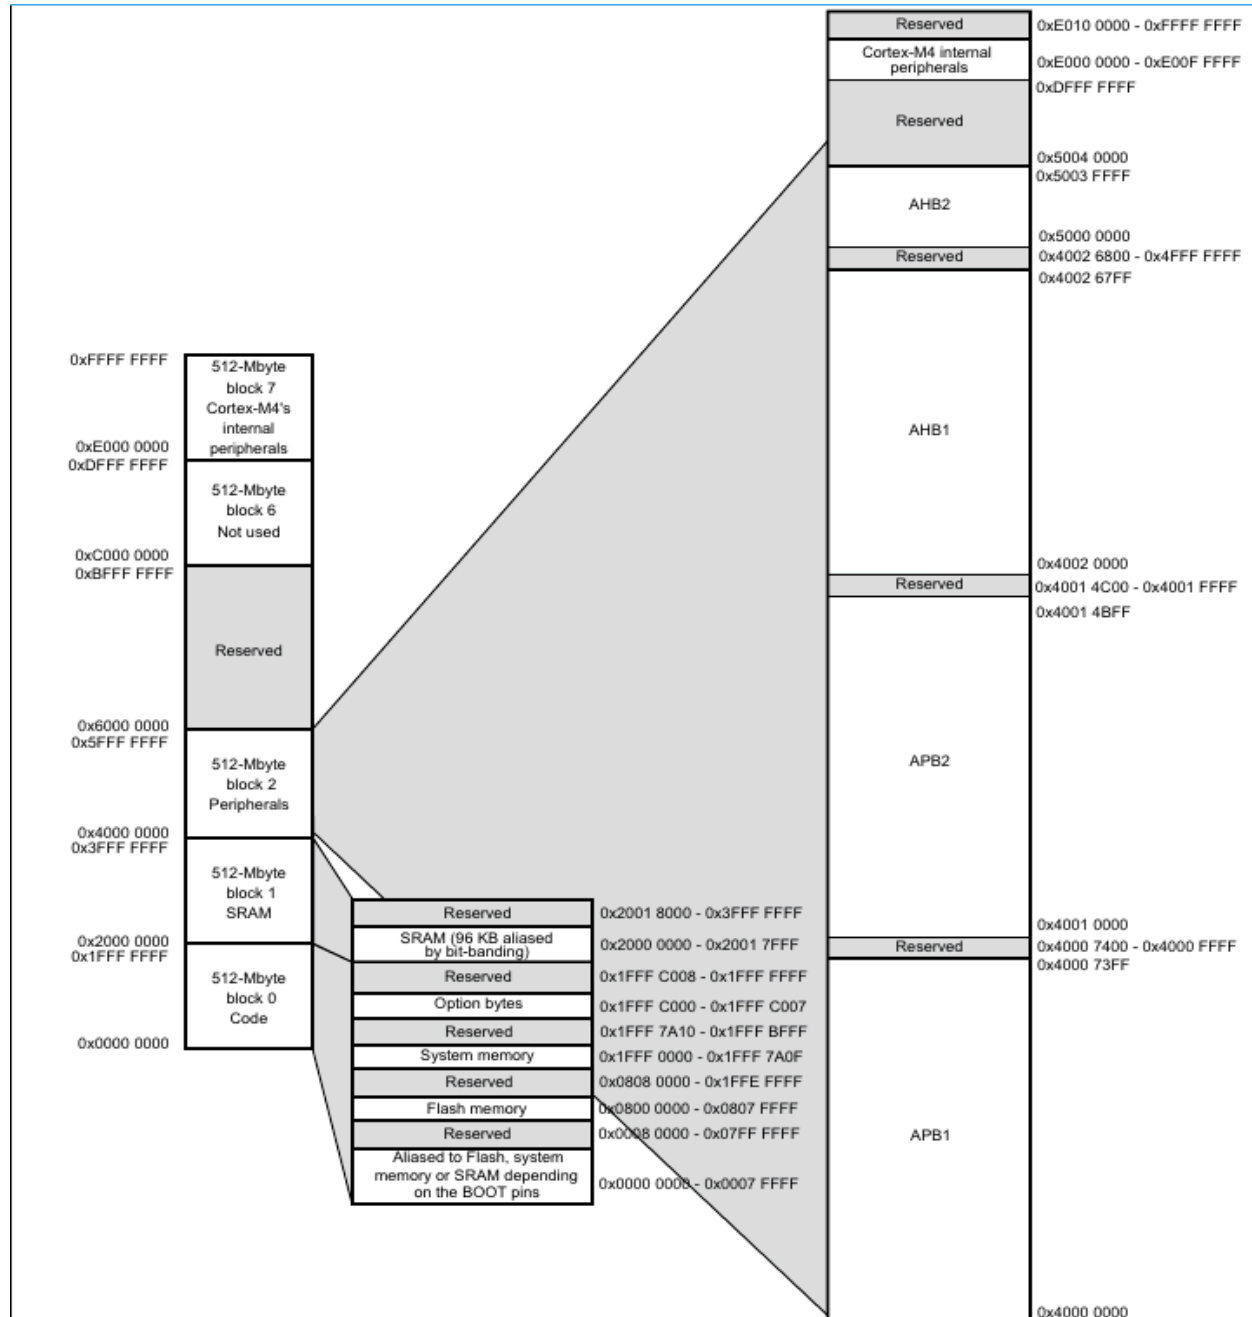 0xFFFF FFFF
512-Mbyte
block 7
Cortex-M4's
internal
peripherals
0xE000 0000
0xDFFF FFFF
512-Mbyte
block 6
Not used
0xC000 0000
0xBFFF FFFF
Reserved
0x6000 0000
0x5FFF FFFF
512-Mbyte
block 2
Peripherals
0x4000 0000
0x3FFF FFFF
512-Mbyte
block 1
SRAM
0x2000 0000
0x1FFF FFFF
512-Mbyte
block 0
Code
0x0000 0000
Reserved 0x2001 8000 - 0x3FFF FFFF
SRAM (96 KB aliased
by bit-banding) 0x2000 0000 - 0x2001 7FFF
Reserved 0x1FFF C008 - 0x1FFF FFFF
Option bytes 0x1FFF C000 - 0x1FFF C007
Reserved 0x1FFF 7A10 - 0x1FFF BFFF
System memory 0x1FFF 0000 - 0x1FFF 7A0F
Reserved 0x0808 0000 - 0x1FFE FFFF
Flash memory 0x0800 0000 - 0x0807 FFFF
Reserved 0x0008 0000 - 0x07FF FFFF
Aliased to Flash, system
memory or SRAM depending
on the BOOT pins 0x0000 0000 - 0x0007 FFFF
Reserved 0xE010 0000 - 0xFFFF FFFF
Cortex-M4 internal
peripherals 0xE000 0000 - 0xE00F FFFF
0xDFFF FFFF
Reserved
0x5004 0000
0x5003 FFFF
AHB2
0x5000 0000
Reserved 0x4002 6800 - 0x4FFF FFFF
0x4002 67FF
AHB1
0x4002 0000
Reserved 0x4001 4C00 - 0x4001 FFFF
0x4001 4BFF
APB2
0x4001 0000
Reserved 0x4000 7400 - 0x4000 FFFF
0x4000 73FF
APB1
0x4000 0000